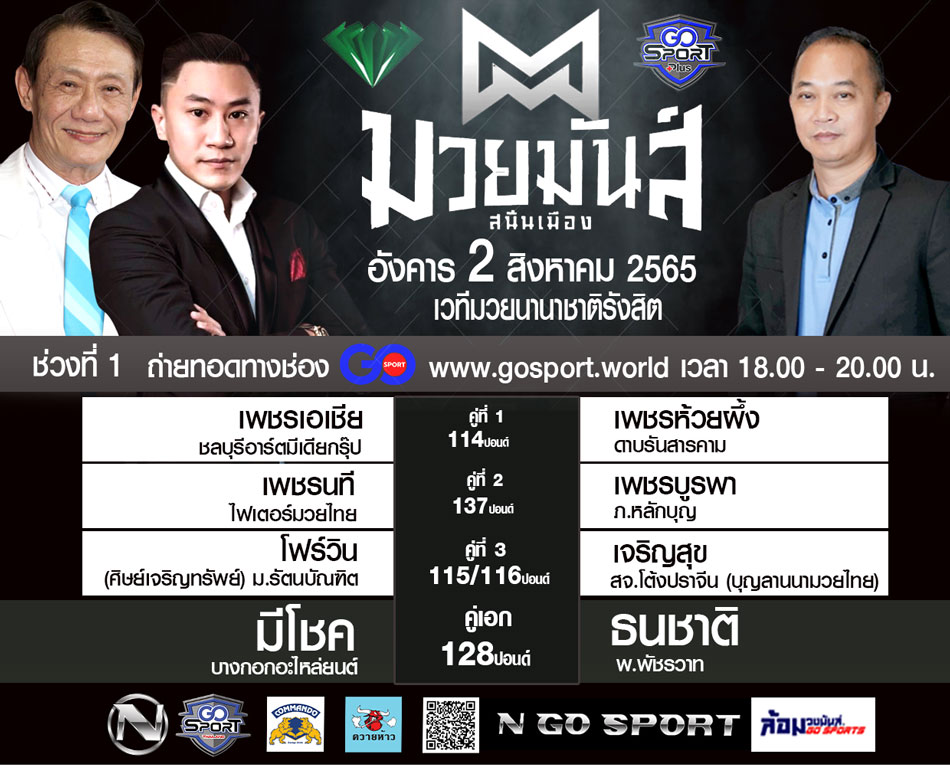 GO
SPORT
Plus
มวยมันส์
สนั่นเมือง
อังคาร 2 สิงหาคม 2565
เวทีมวยนานาชาติรังสิต
ช่วงที่ 1 ถ่ายทอดทางช่อง GO SPORT www.gosport.world เวลา 18.00 - 20.00 น.
เพชรเอเชีย คู่ที่ 1 เพชรห้วยผึ้ง
ชลบุรีอาร์ตมีเดียกรุ๊ป 114ปอนด์ ดาบรันสารคาม
เพชรนที คู่ที่ 2 เพชรบูรพา
ไฟเตอร์มวยไทย 137ปอนด์ ภ.หลักบุญ
โฟร์วิน คู่ที่ 3 เจริญสุข
(ศิษย์เจริญทรัพย์) ม.รัตนบัณฑิต 115/116ปอนด์ สจ.โต้งปราจีน (บุญลานนามวยไทย)
มีโชค คู่เอก ธนชาติ
บางกอกอะไหล่ยนต์ 128ปอนด์ พ.พัชรวาท
N GO SPORT COMMANDO ควายห้าว N GO SPORT ล้อมวงมันส์. GO SPORTS